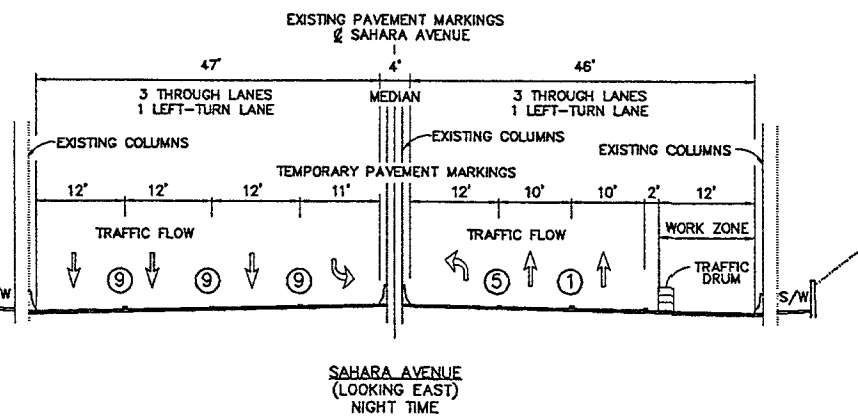 EXISTING PAVEMENT MARKINGS
℄ SAHARA AVENUE
47' 4' 46'
3 THROUGH LANES
1 LEFT-TURN LANE
MEDIAN
3 THROUGH LANES
1 LEFT-TURN LANE
EXISTING COLUMNS
EXISTING COLUMNS
EXISTING COLUMNS
TEMPORARY PAVEMENT MARKINGS
12' 12' 12' 11' 12' 10' 10' 2' 12'
TRAFFIC FLOW
TRAFFIC FLOW
WORK ZONE
9 9 9 5 1
TRAFFIC
DRUM
W
S/W
SAHARA AVENUE
(LOOKING EAST)
NIGHT TIME